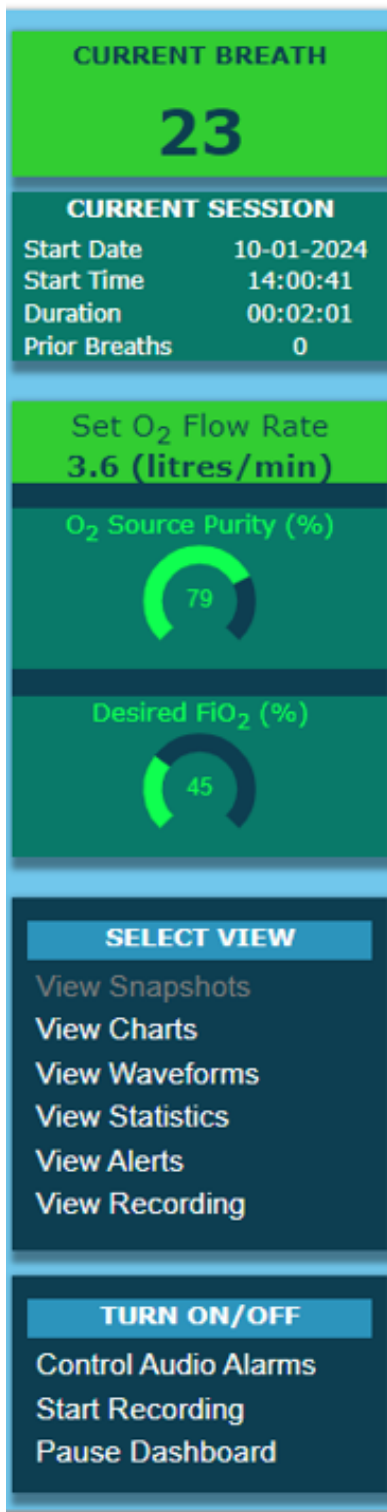 CURRENT BREATH
23
CURRENT SESSION
Start Date 10-01-2024
Start Time 14:00:41
Duration 00:02:01
Prior Breaths 0
Set O₂ Flow Rate
3.6 (litres/min)
O₂ Source Purity (%)
79
Desired FiO₂ (%)
45
SELECT VIEW
View Snapshots
View Charts
View Waveforms
View Statistics
View Alerts
View Recording
TURN ON/OFF
Control Audio Alarms
Start Recording
Pause Dashboard